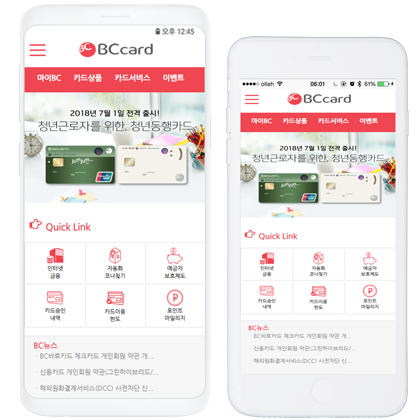 오후 12:45
BC BCcard
마이BC 카드상품 카드서비스 이벤트
2018년 7월 1일 전격 출시!
청년근로자를 위한, 청년동행카드
Quick Link
인터넷
금융
자동화
코너찾기
예금자
보호제도
카드승인
내역
카드이용
한도
포인트
마일리지
BC뉴스
· BC바로카드 체크카드 개인회원 약관 개...
· 신용카드 개인회원 약관(그린하이브리드/...
· 해외원화결제서비스(DCC) 사전차단 신...
olleh 06:01 61%
BC BCcard
마이BC 카드상품 카드서비스 이벤트
2018년 7월 1일 전격 출시!
청년근로자를 위한, 청년동행카드
Quick Link
인터넷
금융
자동화
코너찾기
예금자
보호제도
카드승인
내역
카드이용
한도
포인트
마일리지
BC뉴스
· BC바로카드 체크카드 개인회원 약관 개...
· 신용카드 개인회원 약관(그린하이브리드/...
· 해외원화결제서비스(DCC) 사전차단 신...